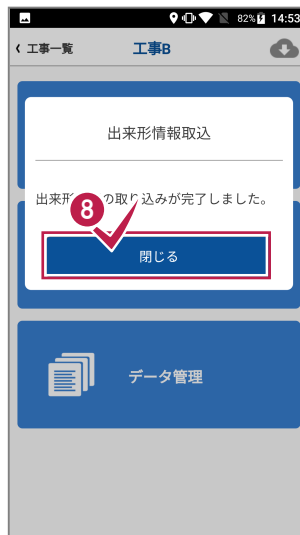 82% 14:53
工事一覧 工事B
出来形情報取込
出来形 の取り込みが完了しました。
8
閉じる
データ管理